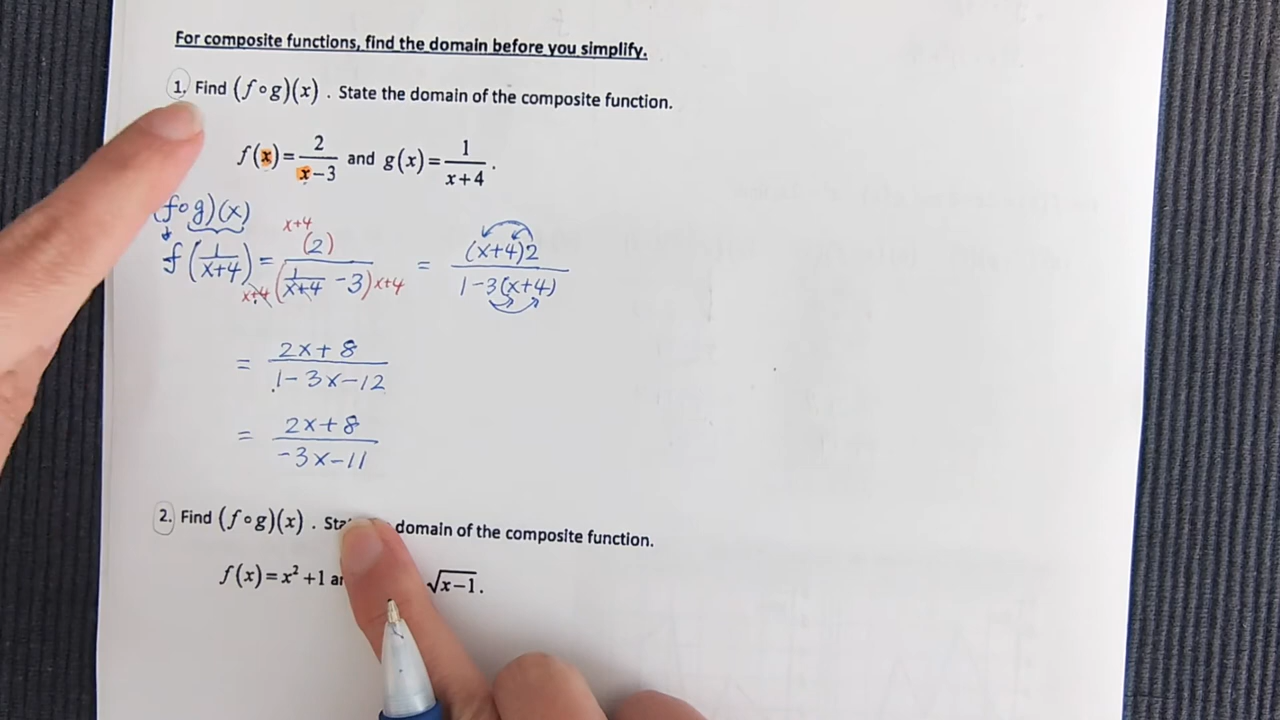 For composite functions, find the domain before you simplify.
1. Find (f∘g)(x) . State the domain of the composite function.
f(x)= 2/(x−3) and g(x)= 1/(x+4) .
(f∘g)(x)
f(1/(x+4)) = x+4 (2) / x+4 (1/(x+4) −3) x+4 = (x+4)2 / 1−3(x+4)
= 2x+8 / 1−3x−12
= 2x+8 / −3x−11
2. Find (f∘g)(x) . domain of the composite function.
f(x)=x²+1 √(x−1).